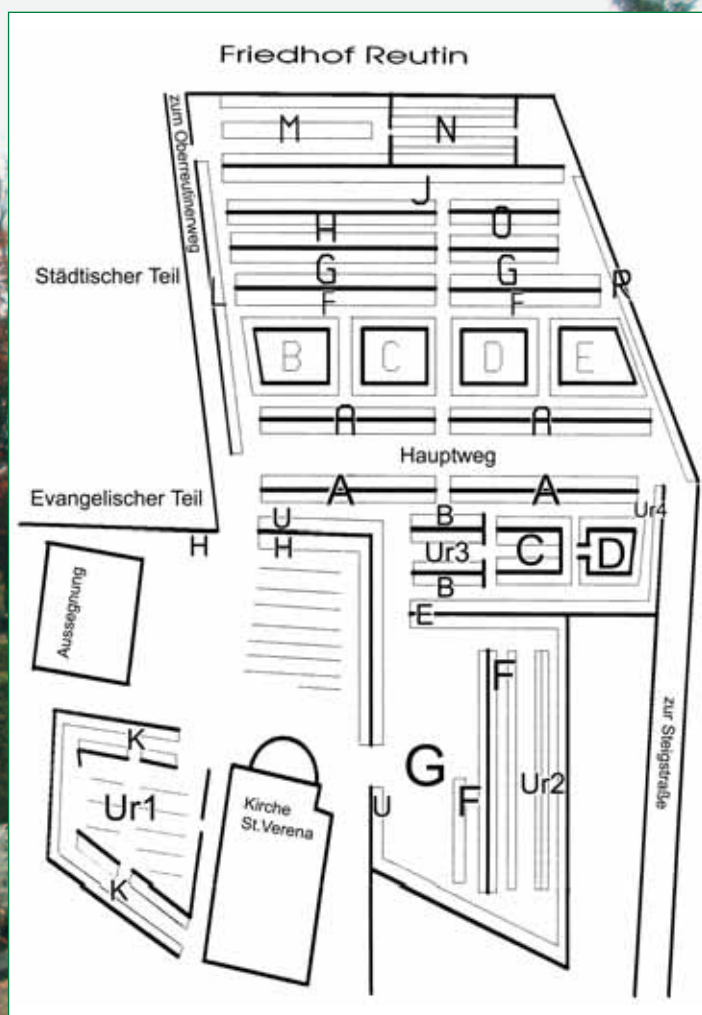 Friedhof Reutin
zum Oberreutinerweg
M N
J
H O
G G
Städtischer Teil
L F F P
B C D E
A A
Hauptweg
A A
Evangelischer Teil
Ur4
U B
H H Ur3 C D
B
E
Aussegnung
F
zur Steigstraße
K
G
Ur1 F Ur2
Kirche
St.Verena
U
K